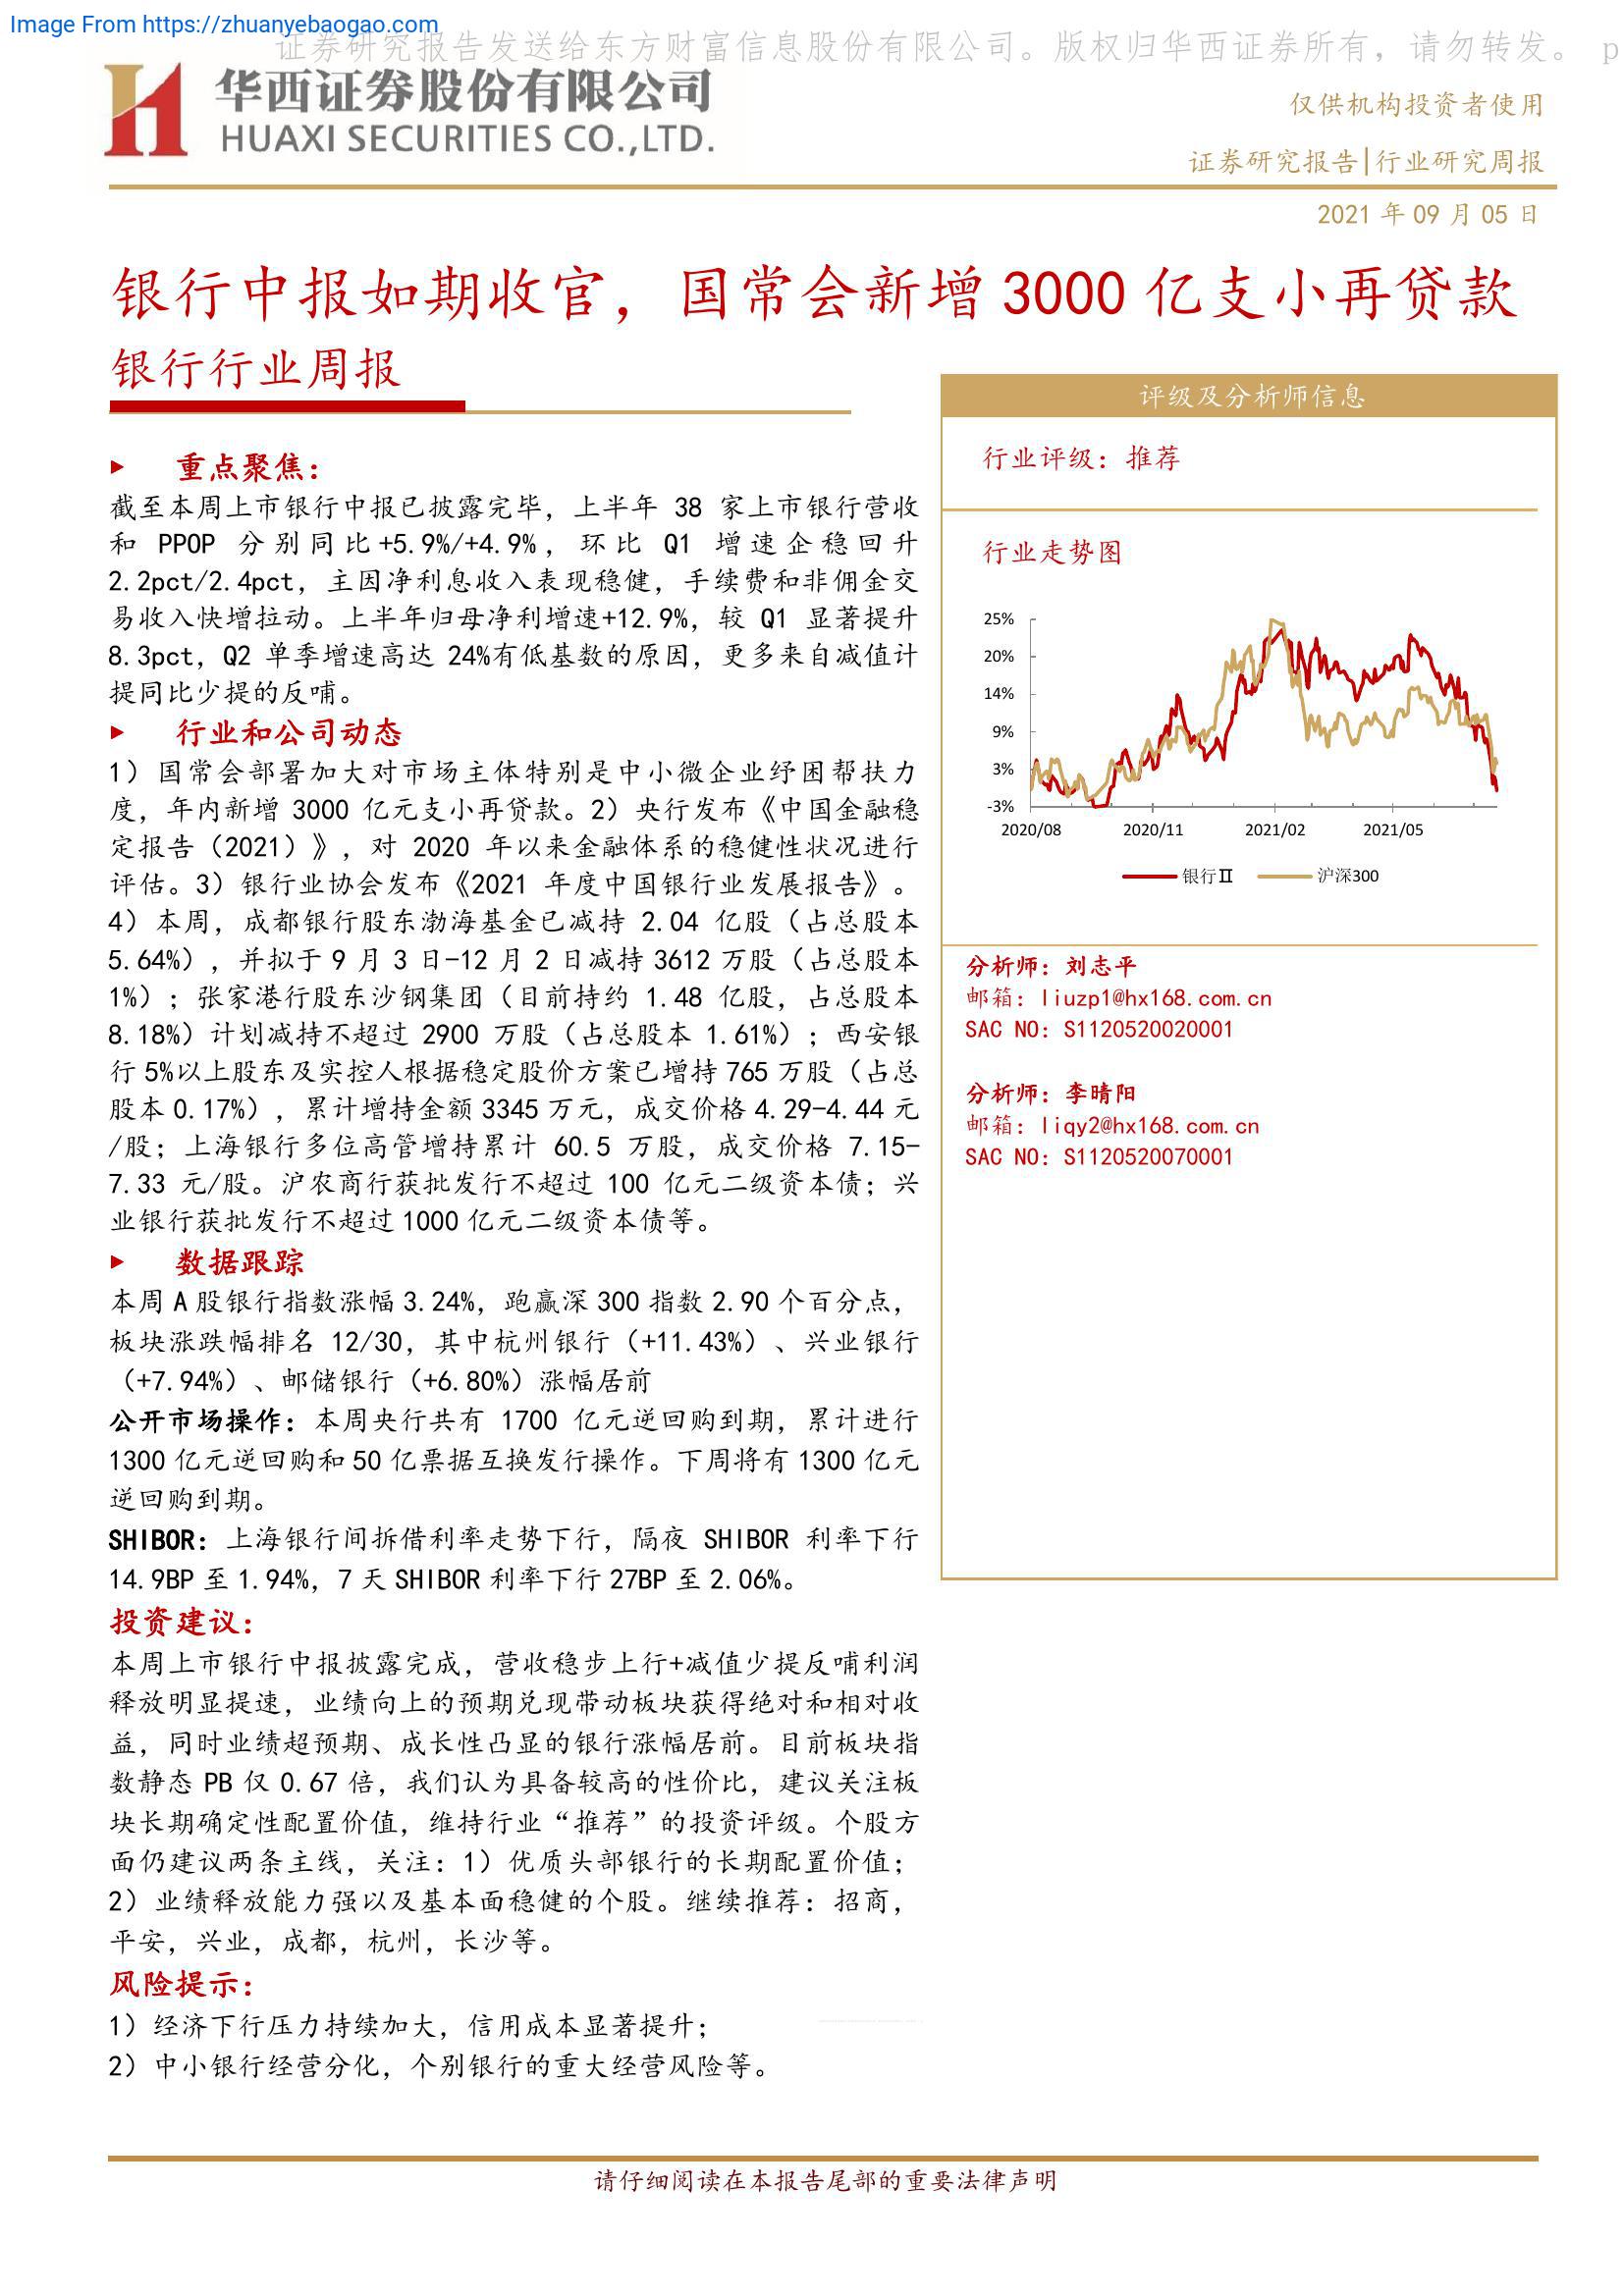 Image From https://zhuanyebaogao.com
证券研究报告发送给东方财富信息股份有限公司。版权归华西证券所有，请勿转发。 p
华西证券股份有限公司
HUAXI SECURITIES CO.,LTD.
仅供机构投资者使用
证券研究报告|行业研究周报
2021 年 09 月 05 日
银行中报如期收官，国常会新增 3000 亿支小再贷款
银行行业周报
重点聚焦：
截至本周上市银行中报已披露完毕，上半年 38 家上市银行营收
和 PPOP 分别同比+5.9%/+4.9%，环比 Q1 增速企稳回升
2.2pct/2.4pct，主因净利息收入表现稳健，手续费和非佣金交
易收入快增拉动。上半年归母净利增速+12.9%，较 Q1 显著提升
8.3pct，Q2 单季增速高达 24%有低基数的原因，更多来自减值计
提同比少提的反哺。
行业和公司动态
1）国常会部署加大对市场主体特别是中小微企业纾困帮扶力
度，年内新增 3000 亿元支小再贷款。2）央行发布《中国金融稳
定报告（2021）》，对 2020 年以来金融体系的稳健性状况进行
评估。3）银行业协会发布《2021 年度中国银行业发展报告》。
4）本周，成都银行股东渤海基金已减持 2.04 亿股（占总股本
5.64%），并拟于 9 月 3 日-12 月 2 日减持 3612 万股（占总股本
1%）；张家港行股东沙钢集团（目前持约 1.48 亿股，占总股本
8.18%）计划减持不超过 2900 万股（占总股本 1.61%）；西安银
行 5%以上股东及实控人根据稳定股价方案已增持 765 万股（占总
股本 0.17%），累计增持金额 3345 万元，成交价格 4.29-4.44 元
/股；上海银行多位高管增持累计 60.5 万股，成交价格 7.15-
7.33 元/股。沪农商行获批发行不超过 100 亿元二级资本债；兴
业银行获批发行不超过 1000 亿元二级资本债等。
数据跟踪
本周 A 股银行指数涨幅 3.24%，跑赢深 300 指数 2.90 个百分点，
板块涨跌幅排名 12/30，其中杭州银行（+11.43%）、兴业银行
（+7.94%）、邮储银行（+6.80%）涨幅居前
公开市场操作：本周央行共有 1700 亿元逆回购到期，累计进行
1300 亿元逆回购和 50 亿票据互换发行操作。下周将有 1300 亿元
逆回购到期。
SHIBOR：上海银行间拆借利率走势下行，隔夜 SHIBOR 利率下行
14.9BP 至 1.94%，7 天 SHIBOR 利率下行 27BP 至 2.06%。
投资建议：
本周上市银行中报披露完成，营收稳步上行+减值少提反哺利润
释放明显提速，业绩向上的预期兑现带动板块获得绝对和相对收
益，同时业绩超预期、成长性凸显的银行涨幅居前。目前板块指
数静态 PB 仅 0.67 倍，我们认为具备较高的性价比，建议关注板
块长期确定性配置价值，维持行业“推荐”的投资评级。个股方
面仍建议两条主线，关注：1）优质头部银行的长期配置价值；
2）业绩释放能力强以及基本面稳健的个股。继续推荐：招商，
平安，兴业，成都，杭州，长沙等。
风险提示：
1）经济下行压力持续加大，信用成本显著提升；
2）中小银行经营分化，个别银行的重大经营风险等。
评级及分析师信息
行业评级：推荐
行业走势图
25%
20%
14%
9%
3%
-3%
2020/08 2020/11 2021/02 2021/05
银行Ⅱ 沪深300
分析师：刘志平
邮箱：liuzp1@hx168.com.cn
SAC NO：S1120520020001
分析师：李晴阳
邮箱：liqy2@hx168.com.cn
SAC NO：S1120520070001
请仔细阅读在本报告尾部的重要法律声明